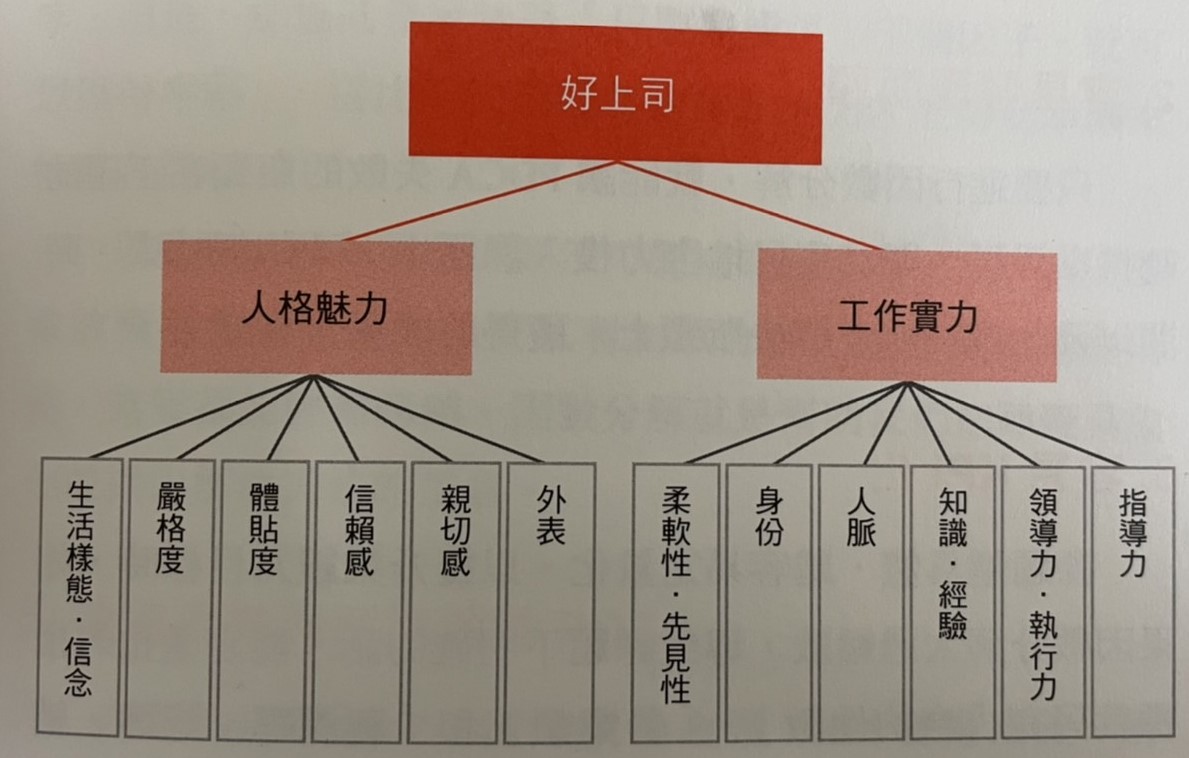 好上司
人格魅力
工作實力
生活樣態·信念
嚴格度
體貼度
信賴感
親切感
外表
柔軟性·先見性
身份
人脈
知識·經驗
領導力·執行力
指導力